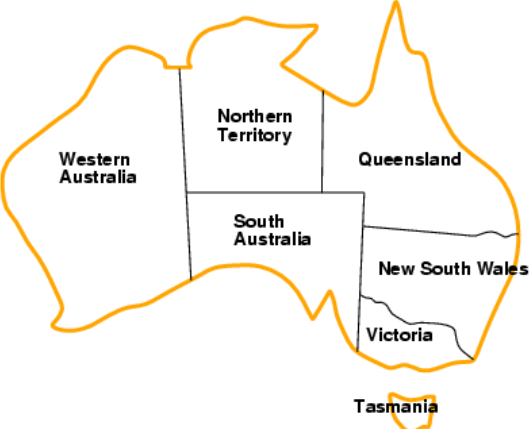 Northern
Territory
Western
Australia
Queensland
South
Australia
New South Wales
Victoria
Tasmania